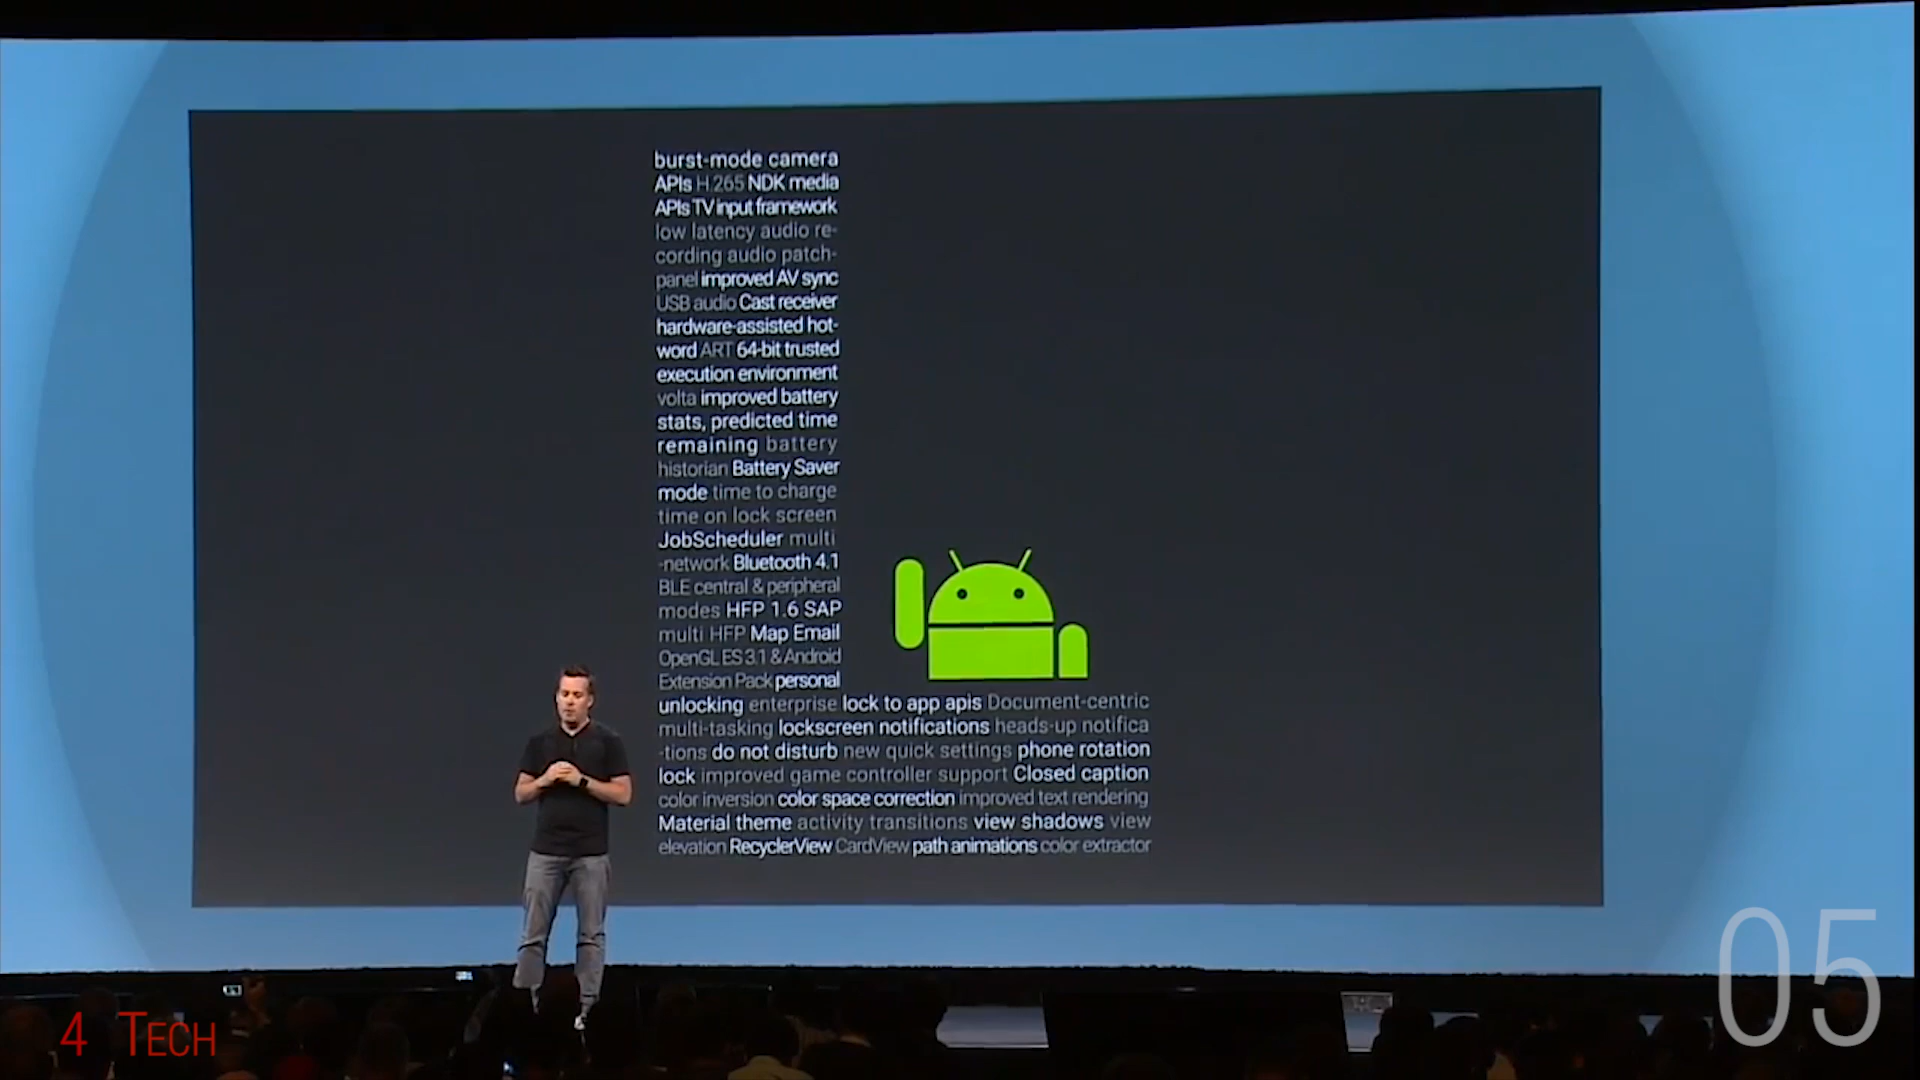 burst-mode camera
APIs H.265 NDK media
APIs TV input framework
low latency audio re-
cording audio patch-
panel improved AV sync
USB audio Cast receiver
hardware-assisted hot-
word ART 64-bit trusted
execution environment
volta improved battery
stats, predicted time
remaining battery
historian Battery Saver
mode time to charge
time on lock screen
JobScheduler multi
-network Bluetooth 4.1
BLE central & peripheral
modes HFP 1.6 SAP
multi HFP Map Email
OpenGL ES 3.1 & Android
Extension Pack personal
unlocking enterprise lock to app apis Document-centric
multi-tasking lockscreen notifications heads-up notifica
-tions do not disturb new quick settings phone rotation
lock improved game controller support Closed caption
color inversion color space correction improved text rendering
Material theme activity transitions view shadows view
elevation RecyclerView CardView path animations color extractor
05
4 Tech